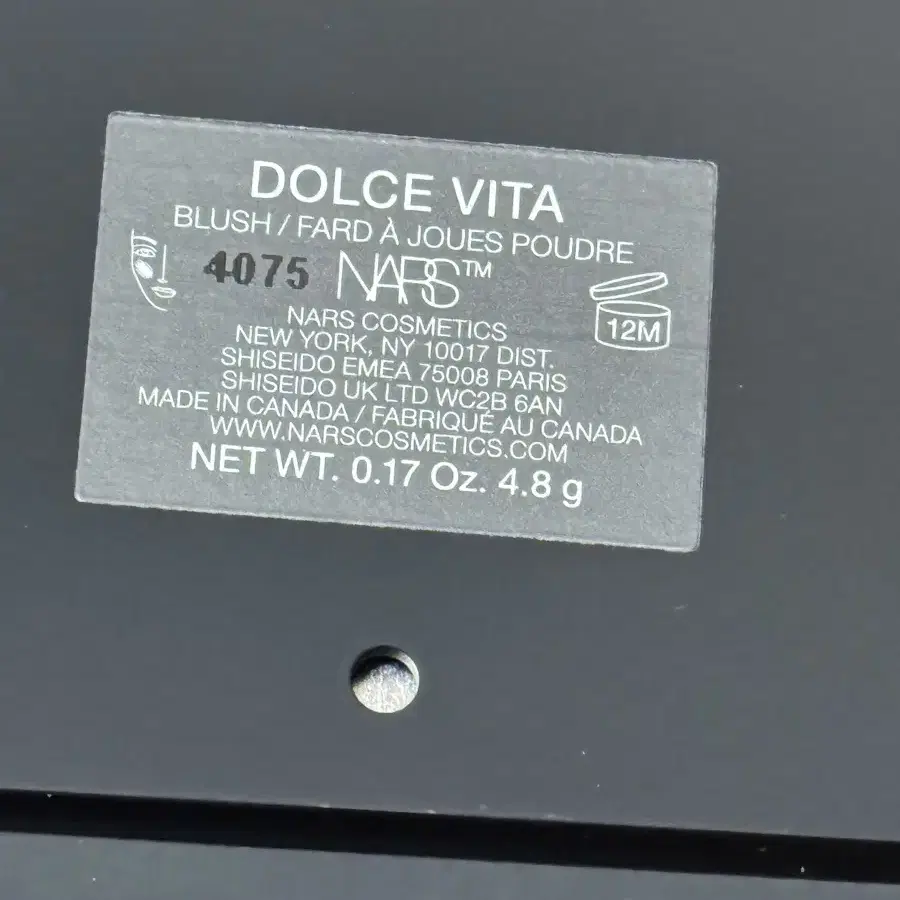 DOLCE VITA
BLUSH / FARD À JOUES POUDRE
4075 NARS™
12M
NARS COSMETICS
NEW YORK, NY 10017 DIST.
SHISEIDO EMEA 75008 PARIS
SHISEIDO UK LTD WC2B 6AN
MADE IN CANADA / FABRIQUÉ AU CANADA
WWW.NARSCOSMETICS.COM
NET WT. 0.17 Oz. 4.8 g